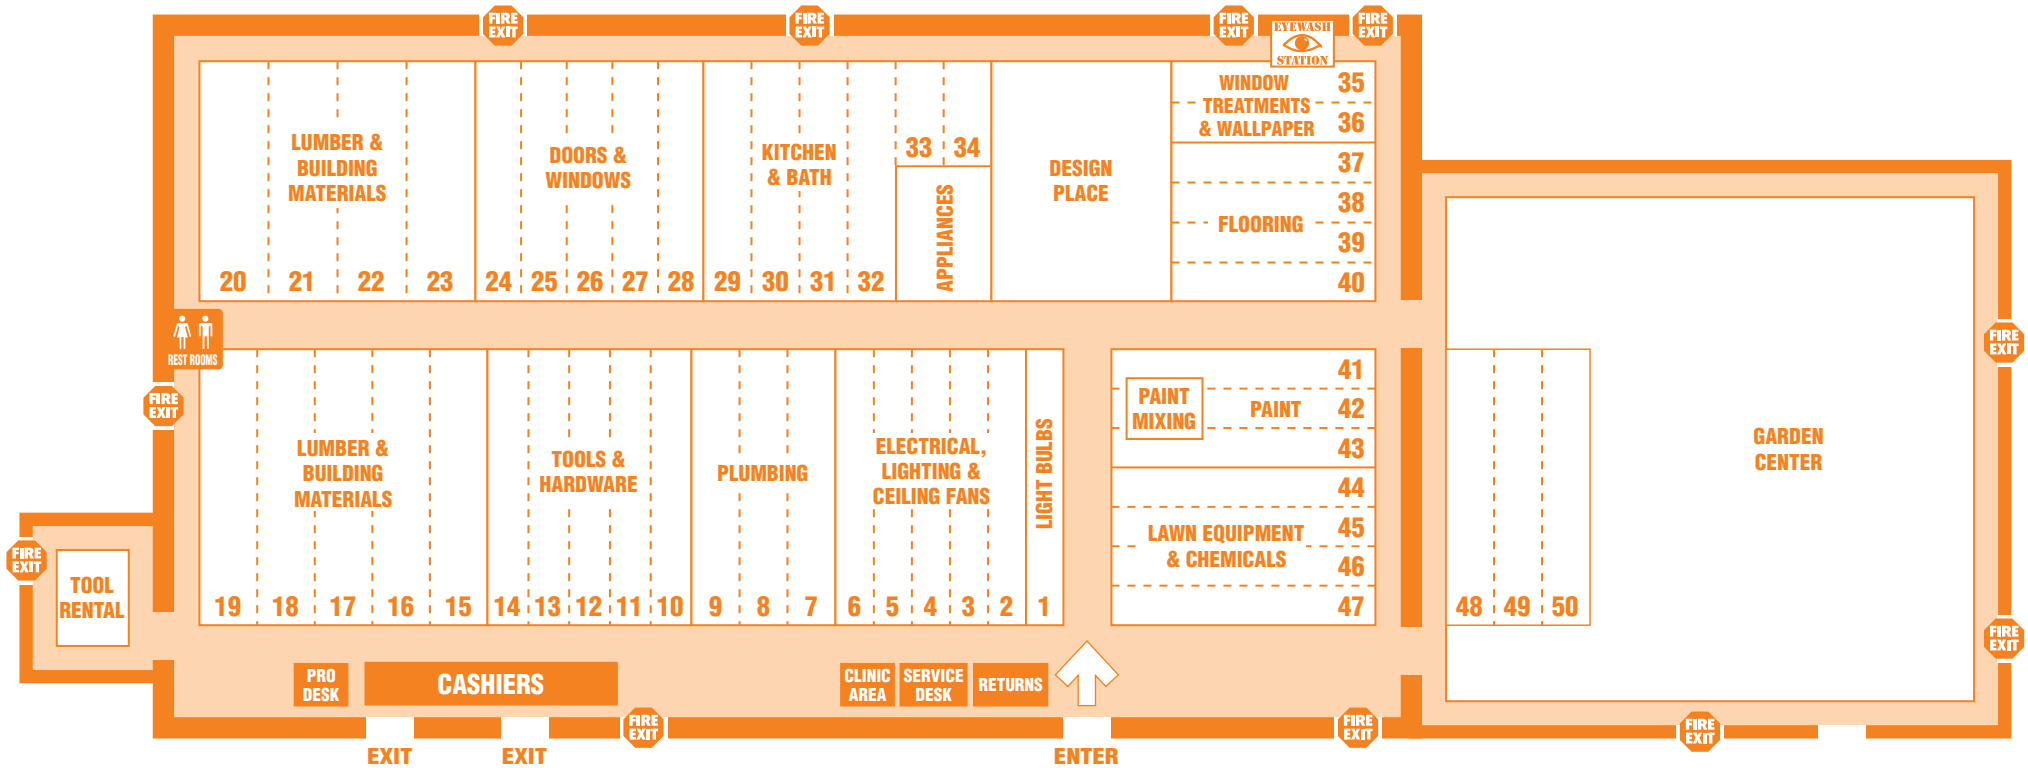 FIRE
EXIT
FIRE
EXIT
FIRE
EXIT
EYEWASH
STATION
FIRE
EXIT
LUMBER &
BUILDING
MATERIALS
20
21
22
23
DOORS &
WINDOWS
24
25
26
27
28
KITCHEN
& BATH
29
30
31
32
33
34
APPLIANCES
DESIGN
PLACE
WINDOW
TREATMENTS
& WALLPAPER
35
36
37
38
FLOORING
39
40
REST ROOMS
FIRE
EXIT
LUMBER &
BUILDING
MATERIALS
19
18
17
16
15
TOOLS &
HARDWARE
14
13
12
11
10
PLUMBING
9
8
7
ELECTRICAL,
LIGHTING &
CEILING FANS
6
5
4
3
2
LIGHT BULBS
1
PAINT
MIXING
PAINT
41
42
43
44
LAWN EQUIPMENT
& CHEMICALS
45
46
47
48
49
50
GARDEN
CENTER
FIRE
EXIT
FIRE
EXIT
FIRE
EXIT
TOOL
RENTAL
PRO
DESK
CASHIERS
CLINIC
AREA
SERVICE
DESK
RETURNS
FIRE
EXIT
FIRE
EXIT
FIRE
EXIT
EXIT
EXIT
ENTER